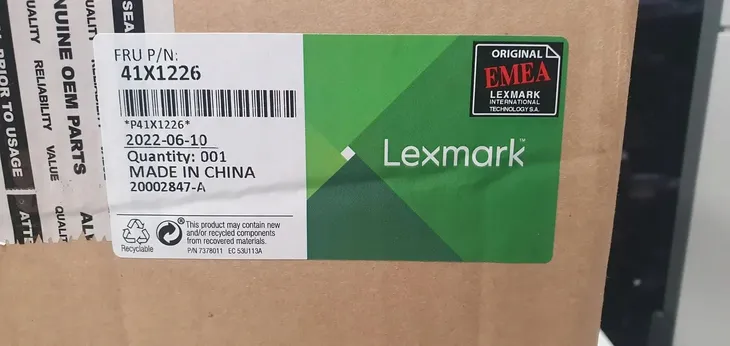 FRU P/N:
41X1226
*P41X1226*
2022-06-10
Quantity: 001
MADE IN CHINA
20002847-A
Recyclable
This product may contain new
and/or recycled components
from recovered materials.
P/N 7378011 EC 53U113A
ORIGINAL
EMEA
LEXMARK
INTERNATIONAL
TECHNOLOGY S.A.
Lexmark™
PRIOR TO USAGE
NUINE OEM PARTS
RELIABILITY VALUE
SEA